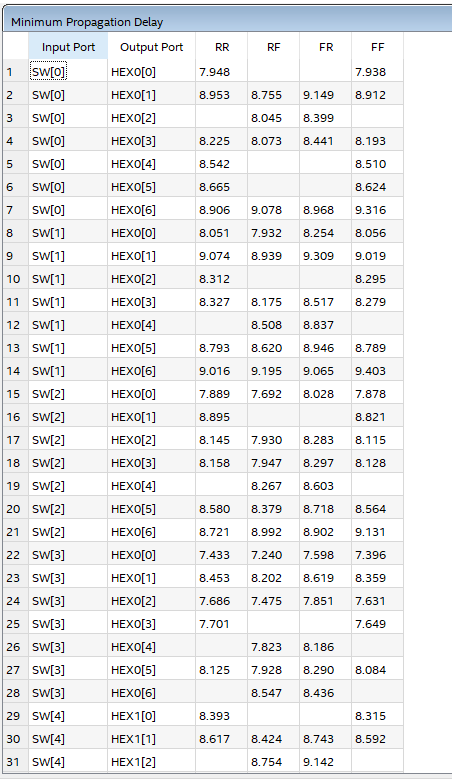 Minimum Propagation Delay
Input Port Output Port RR RF FR FF
1 SW[0] HEX0[0] 7.948 7.938
2 SW[0] HEX0[1] 8.953 8.755 9.149 8.912
3 SW[0] HEX0[2] 8.045 8.399
4 SW[0] HEX0[3] 8.225 8.073 8.441 8.193
5 SW[0] HEX0[4] 8.542 8.510
6 SW[0] HEX0[5] 8.665 8.624
7 SW[0] HEX0[6] 8.906 9.078 8.968 9.316
8 SW[1] HEX0[0] 8.051 7.932 8.254 8.056
9 SW[1] HEX0[1] 9.074 8.939 9.309 9.019
10 SW[1] HEX0[2] 8.312 8.295
11 SW[1] HEX0[3] 8.327 8.175 8.517 8.279
12 SW[1] HEX0[4] 8.508 8.837
13 SW[1] HEX0[5] 8.793 8.620 8.946 8.789
14 SW[1] HEX0[6] 9.016 9.195 9.065 9.403
15 SW[2] HEX0[0] 7.889 7.692 8.028 7.878
16 SW[2] HEX0[1] 8.895 8.821
17 SW[2] HEX0[2] 8.145 7.930 8.283 8.115
18 SW[2] HEX0[3] 8.158 7.947 8.297 8.128
19 SW[2] HEX0[4] 8.267 8.603
20 SW[2] HEX0[5] 8.580 8.379 8.718 8.564
21 SW[2] HEX0[6] 8.721 8.992 8.902 9.131
22 SW[3] HEX0[0] 7.433 7.240 7.598 7.396
23 SW[3] HEX0[1] 8.453 8.202 8.619 8.359
24 SW[3] HEX0[2] 7.686 7.475 7.851 7.631
25 SW[3] HEX0[3] 7.701 7.649
26 SW[3] HEX0[4] 7.823 8.186
27 SW[3] HEX0[5] 8.125 7.928 8.290 8.084
28 SW[3] HEX0[6] 8.547 8.436
29 SW[4] HEX1[0] 8.393 8.315
30 SW[4] HEX1[1] 8.617 8.424 8.743 8.592
31 SW[4] HEX1[2] 8.754 9.142